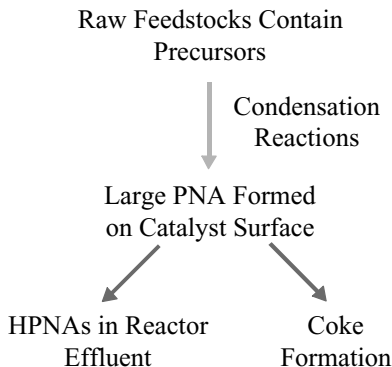 Raw Feedstocks Contain
Precursors
Condensation
Reactions
Large PNA Formed
on Catalyst Surface
HPNAs in Reactor
Effluent
Coke
Formation